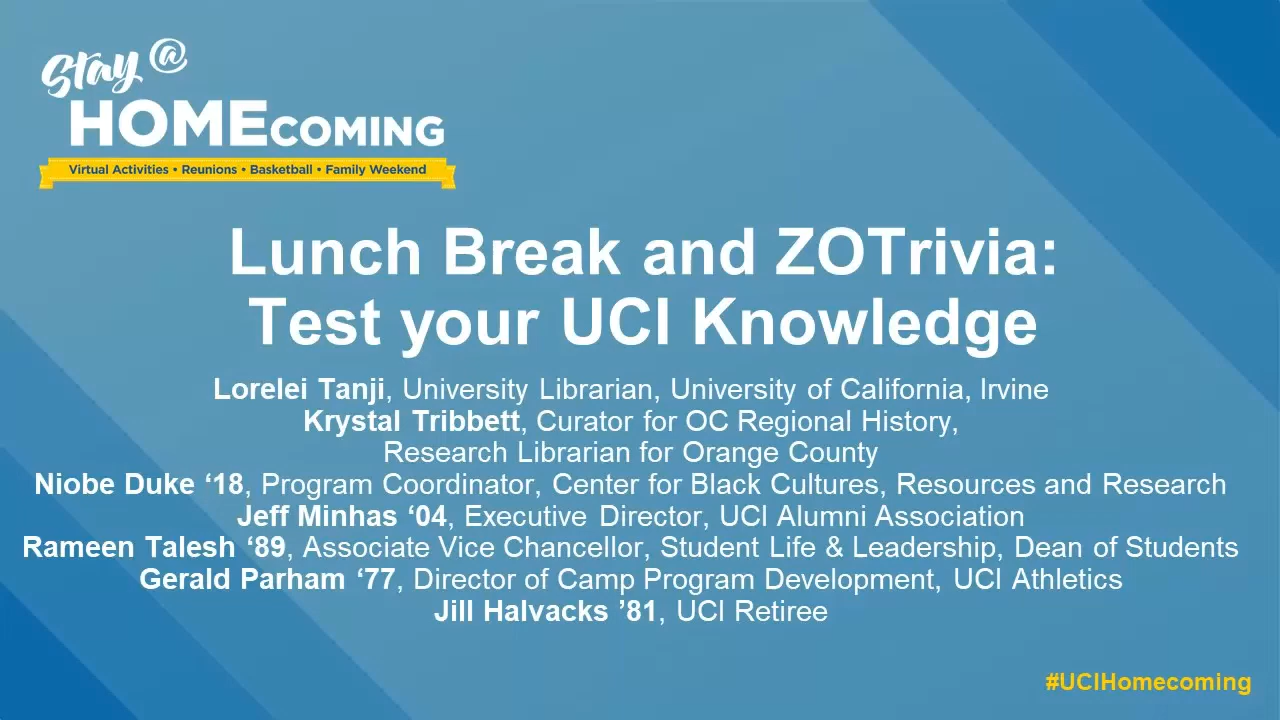 Stay @
HOMECOMING
Virtual Activities • Reunions • Basketball • Family Weekend
Lunch Break and ZOTrivia:
Test your UCI Knowledge
Lorelei Tanji, University Librarian, University of California, Irvine
Krystal Tribbett, Curator for OC Regional History,
Research Librarian for Orange County
Niobe Duke ‘18, Program Coordinator, Center for Black Cultures, Resources and Research
Jeff Minhas ‘04, Executive Director, UCI Alumni Association
Rameen Talesh ‘89, Associate Vice Chancellor, Student Life & Leadership, Dean of Students
Gerald Parham ‘77, Director of Camp Program Development, UCI Athletics
Jill Halvacks ’81, UCI Retiree
#UCIHomecoming